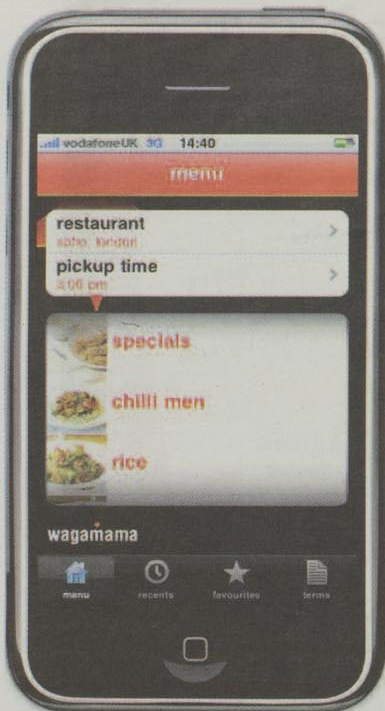 vodafoneUK 3G 14:40
menu
restaurant
soho, london
pickup time
3:06 pm
specials
chilli men
rice
wagamama
menu recents favourites terms